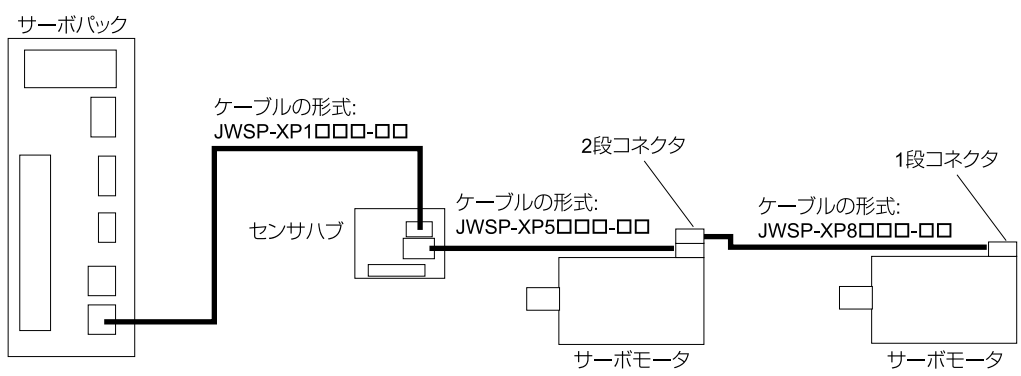 サーボパック
ケーブルの形式:
JWSP-XP1□□□-□□
2段コネクタ
1段コネクタ
センサハブ
ケーブルの形式:
JWSP-XP5□□□-□□
ケーブルの形式:
JWSP-XP8□□□-□□
サーボモータ
サーボモータ